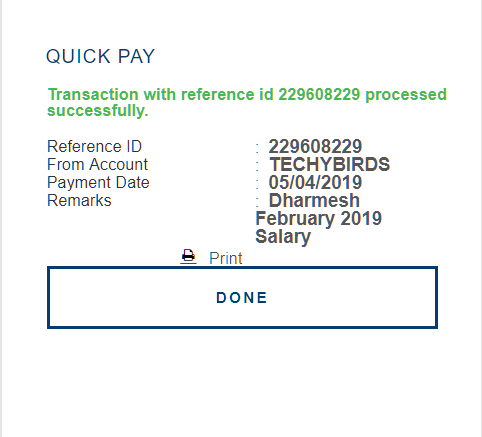 QUICK PAY
Transaction with reference id 229608229 processed
successfully.
Reference ID : 229608229
From Account : TECHYBIRDS
Payment Date : 05/04/2019
Remarks : Dharmesh
February 2019
Salary
Print
DONE